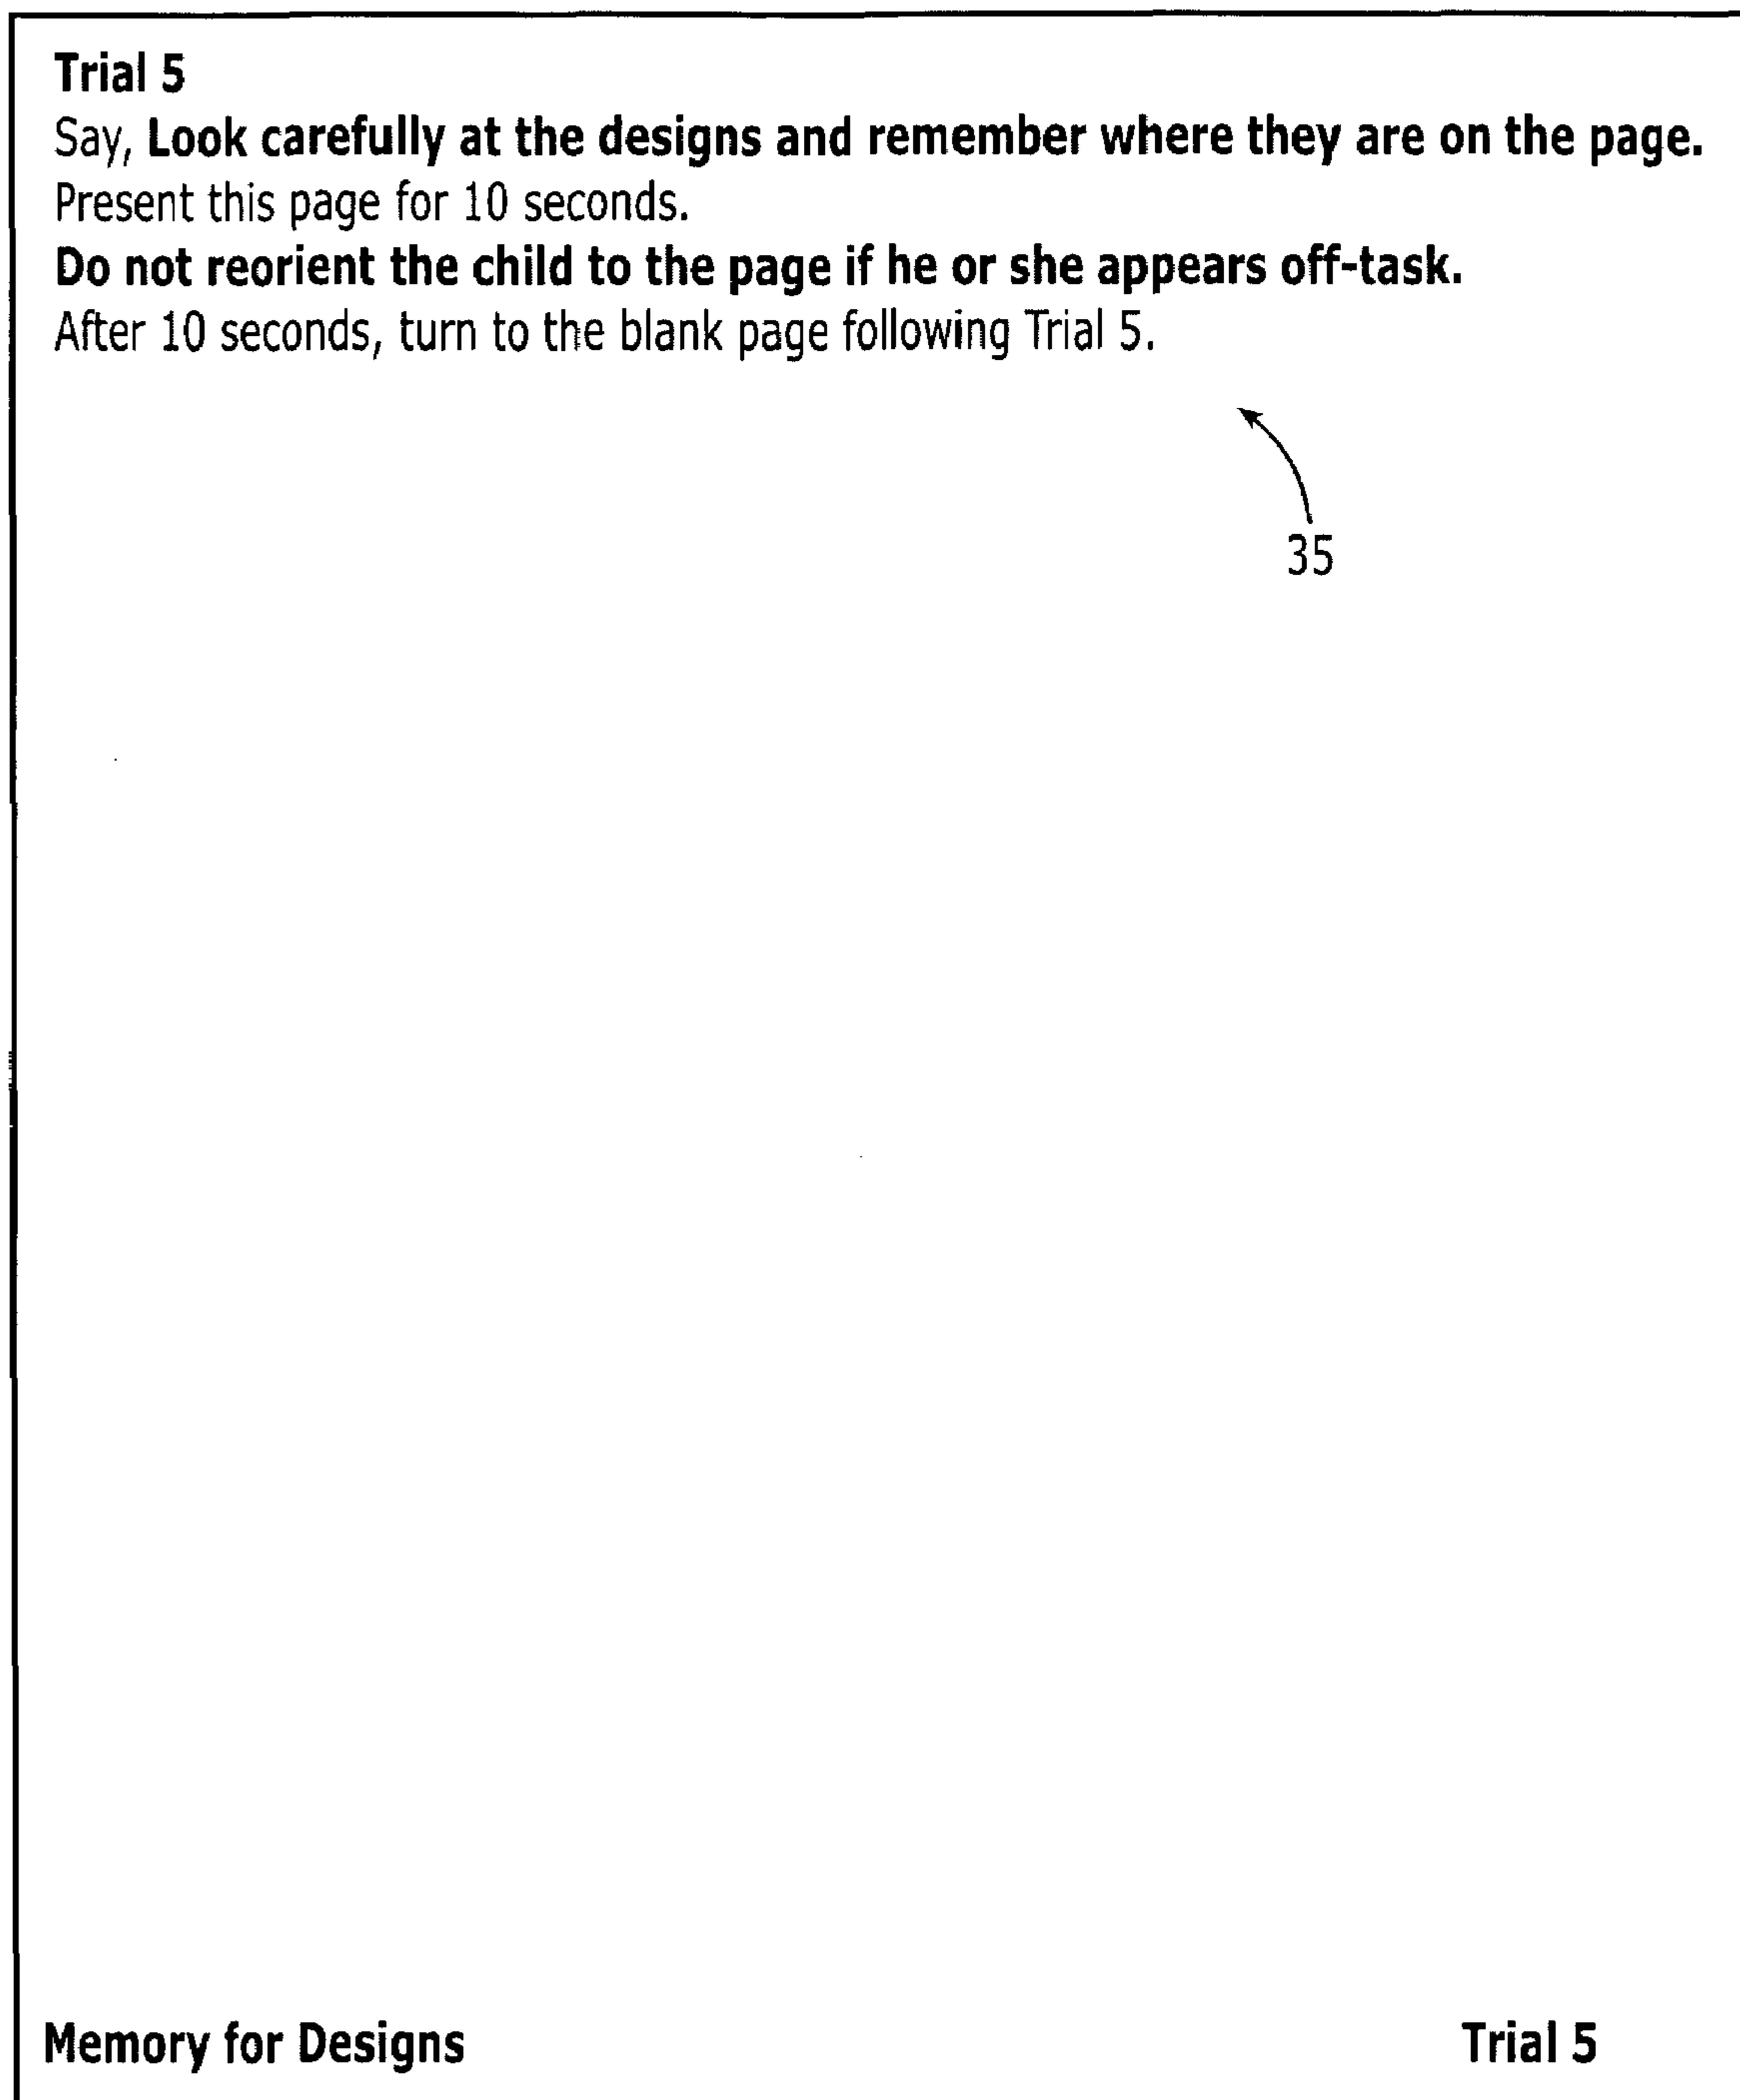 Trial 5
Say, Look carefully at the designs and remember where they are on the page.
Present this page for 10 seconds.
Do not reorient the child to the page if he or she appears off-task.
After 10 seconds, turn to the blank page following Trial 5.
35
Memory for Designs Trial 5